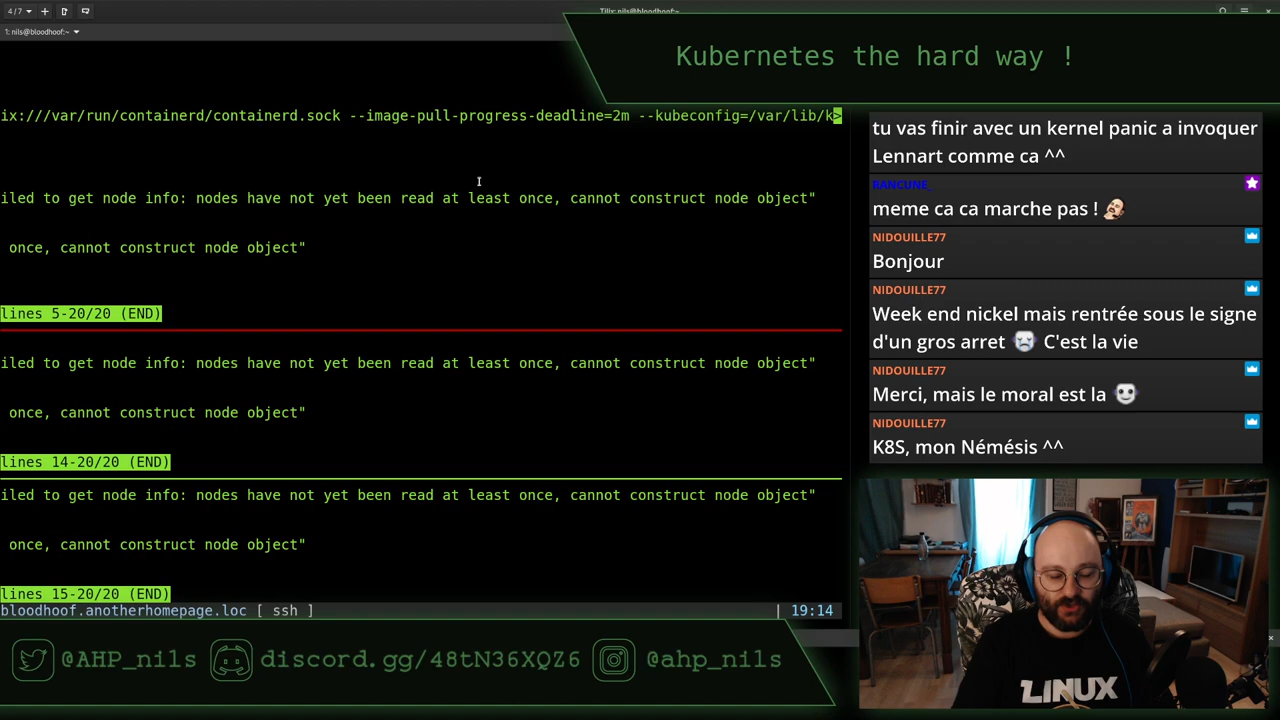 4 / 7
Tilix: nils@bloodhoof:~
1: nils@bloodhoof:~
Kubernetes the hard way !
ix:///var/run/containerd/containerd.sock --image-pull-progress-deadline=2m --kubeconfig=/var/lib/k>
iled to get node info: nodes have not yet been read at least once, cannot construct node object"
once, cannot construct node object"
lines 5-20/20 (END)
iled to get node info: nodes have not yet been read at least once, cannot construct node object"
once, cannot construct node object"
lines 14-20/20 (END)
iled to get node info: nodes have not yet been read at least once, cannot construct node object"
once, cannot construct node object"
lines 15-20/20 (END)
bloodhoof.anotherhomepage.loc [ ssh ] | 19:14
tu vas finir avec un kernel panic a invoquer
Lennart comme ca ^^
RANCUNE_
meme ca ca marche pas !
NIDOUILLE77
Bonjour
NIDOUILLE77
Week end nickel mais rentrée sous le signe
d'un gros arret C'est la vie
NIDOUILLE77
Merci, mais le moral est la
NIDOUILLE77
K8S, mon Némésis ^^
@AHP_nils discord.gg/48tN36XQZ6 @ahp_nils
LINUX